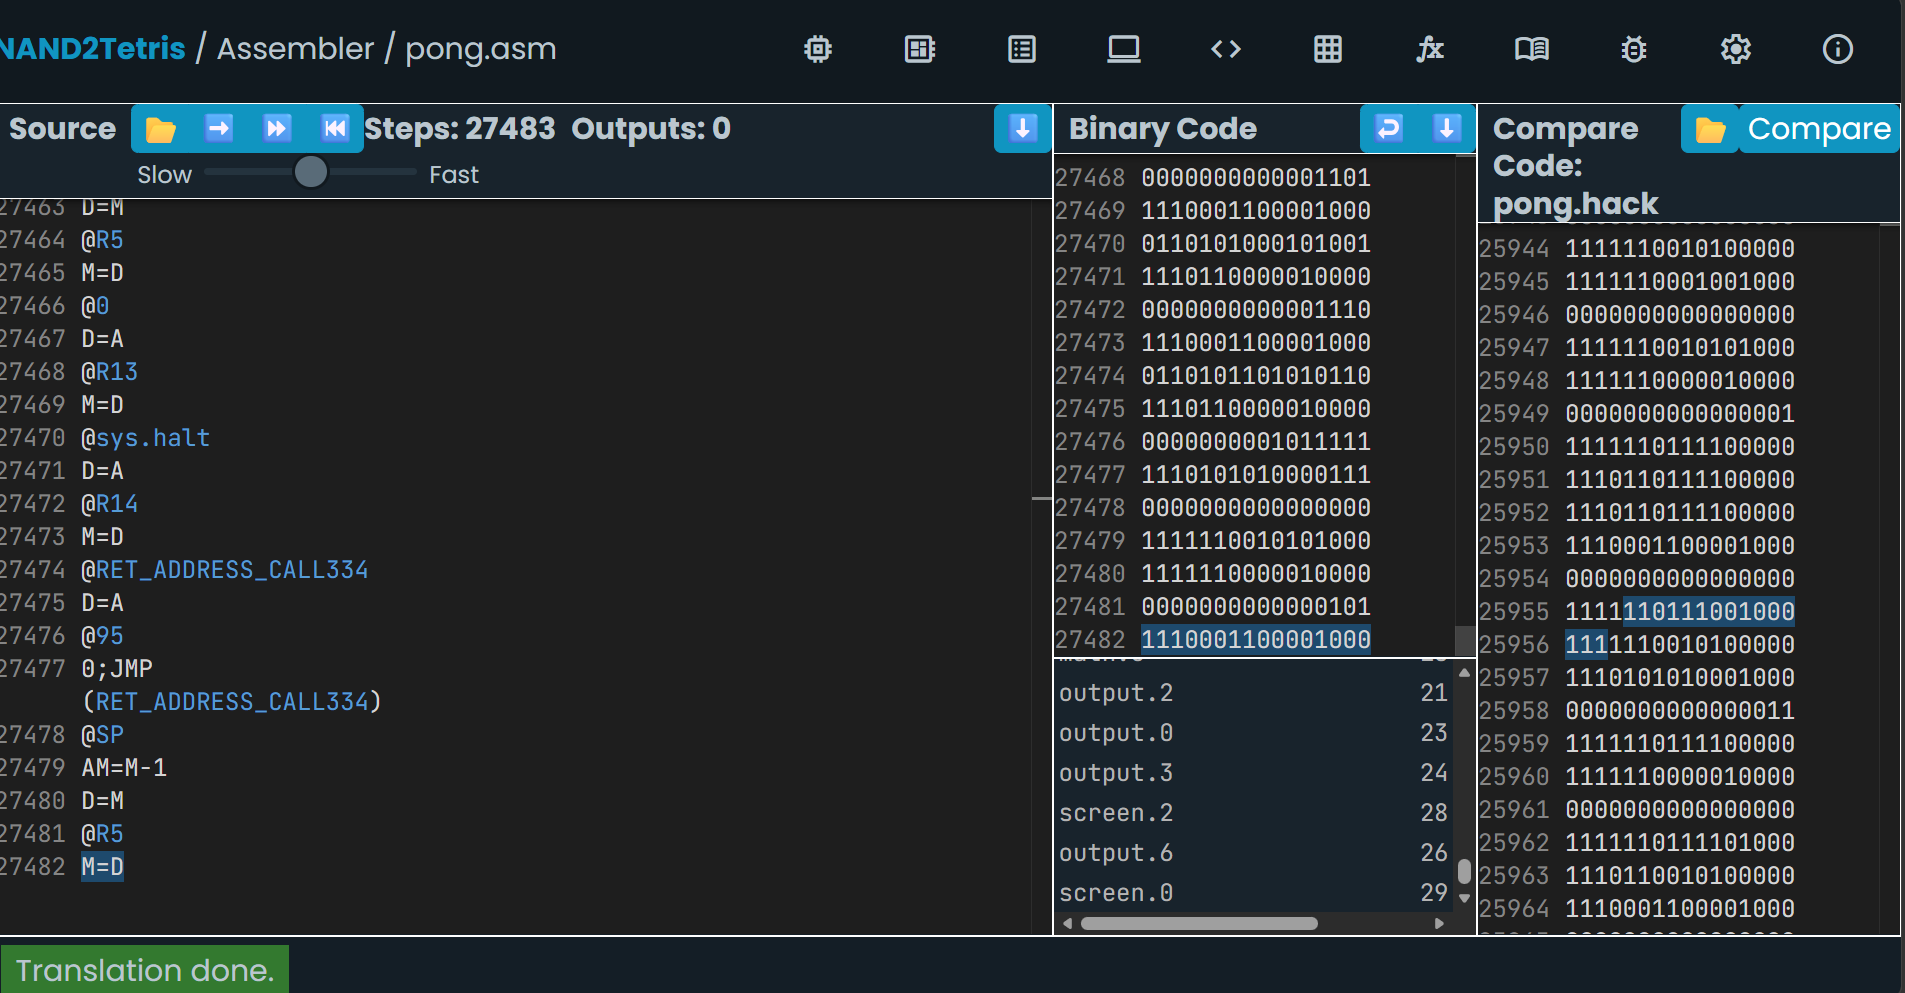 NAND2Tetris / Assembler / pong.asm
Source Steps: 27483 Outputs: 0
Slow Fast
27463 D=M
27464 @R5
27465 M=D
27466 @0
27467 D=A
27468 @R13
27469 M=D
27470 @sys.halt
27471 D=A
27472 @R14
27473 M=D
27474 @RET_ADDRESS_CALL334
27475 D=A
27476 @95
27477 0;JMP
(RET_ADDRESS_CALL334)
27478 @SP
27479 AM=M-1
27480 D=M
27481 @R5
27482 M=D
Binary Code
27468 0000000000001101
27469 1110001100001000
27470 0110101000101001
27471 1110110000010000
27472 0000000000001110
27473 1110001100001000
27474 0110101101010110
27475 1110110000010000
27476 0000000001011111
27477 1110101010000111
27478 0000000000000000
27479 1111110010101000
27480 1111110000010000
27481 0000000000000101
27482 1110001100001000
output.2 21
output.0 23
output.3 24
screen.2 28
output.6 26
screen.0 29
Compare Code: pong.hack
Compare
25944 1111110010100000
25945 1111110001001000
25946 0000000000000000
25947 1111110010101000
25948 1111110000010000
25949 0000000000000001
25950 1111110111100000
25951 1110110111100000
25952 1110110111100000
25953 1110001100001000
25954 0000000000000000
25955 1111110111001000
25956 1111110010100000
25957 1110101010001000
25958 0000000000000011
25959 1111110111100000
25960 1111110000010000
25961 0000000000000000
25962 1111110111101000
25963 1110110010100000
25964 1110001100001000
Translation done.